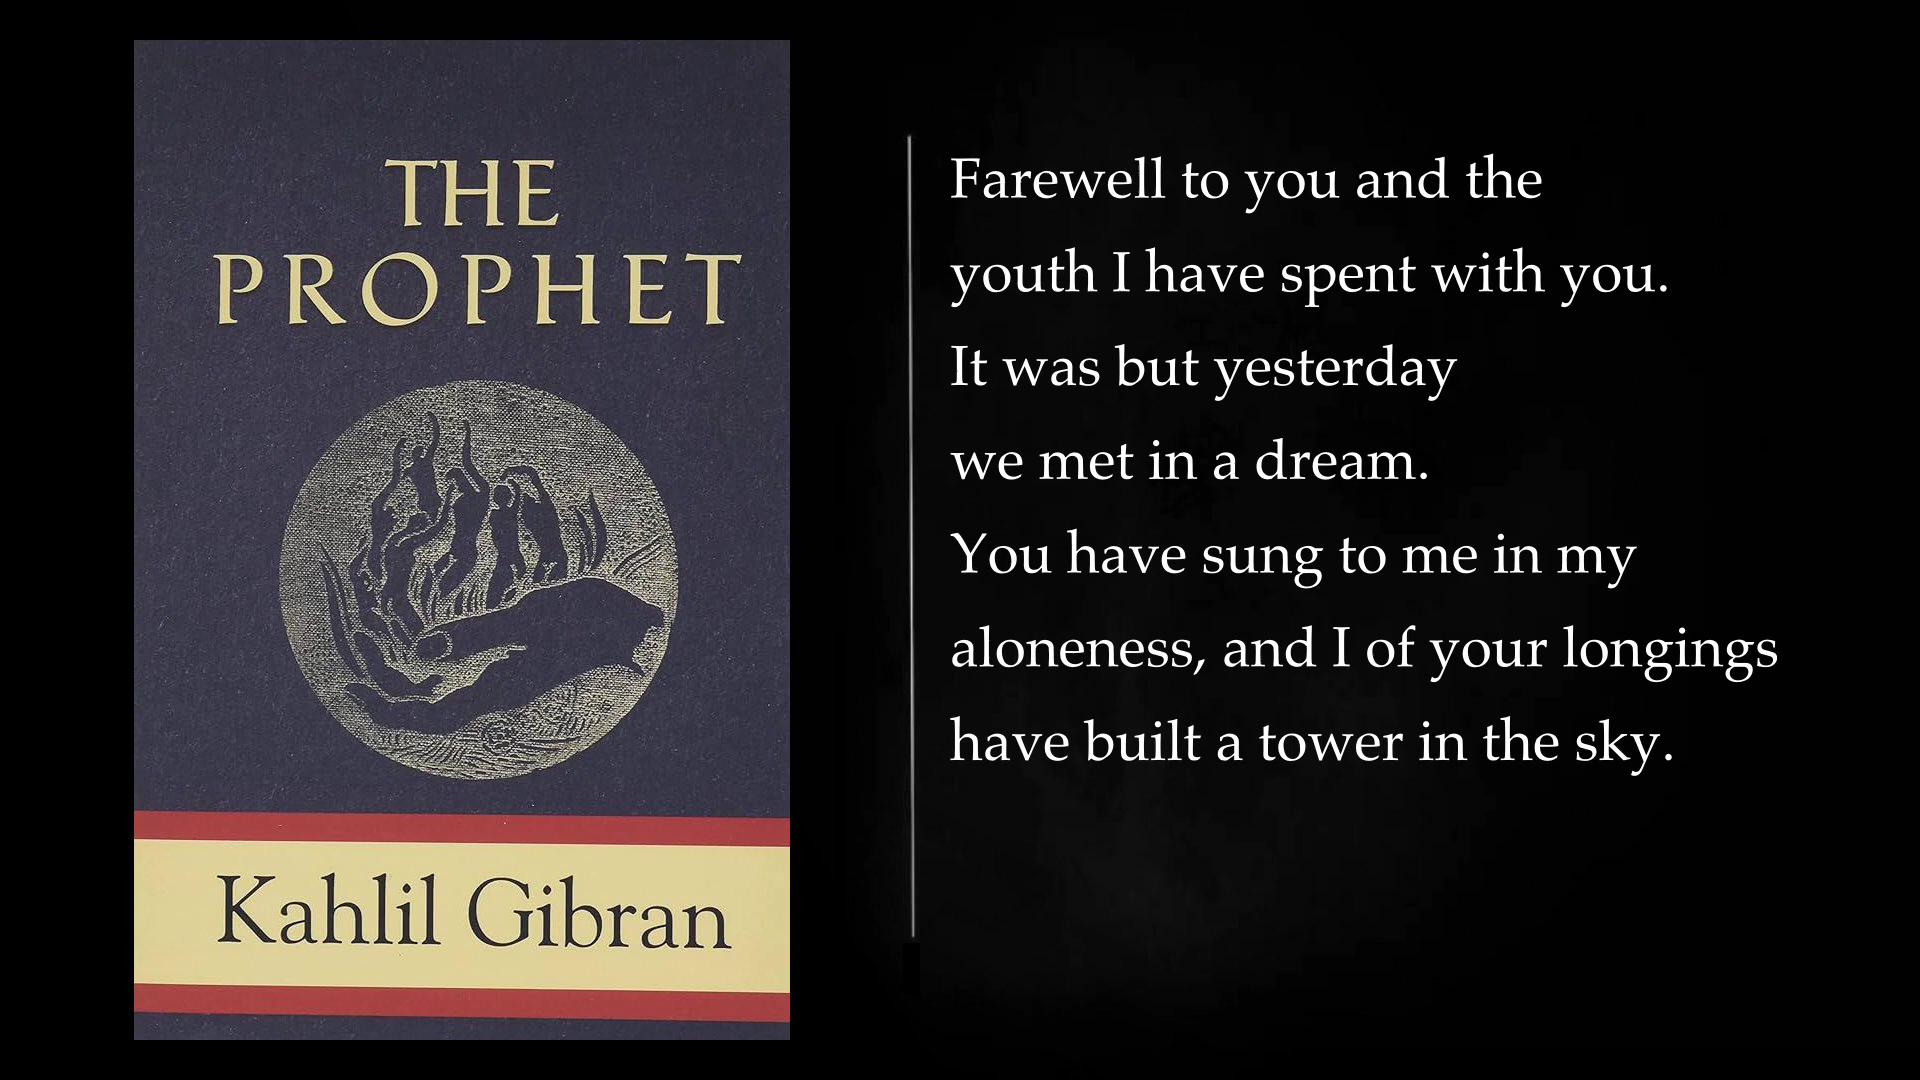 THE
PROPHET
Kahlil Gibran
Farewell to you and the
youth I have spent with you.
It was but yesterday
we met in a dream.
You have sung to me in my
aloneness, and I of your longings
have built a tower in the sky.